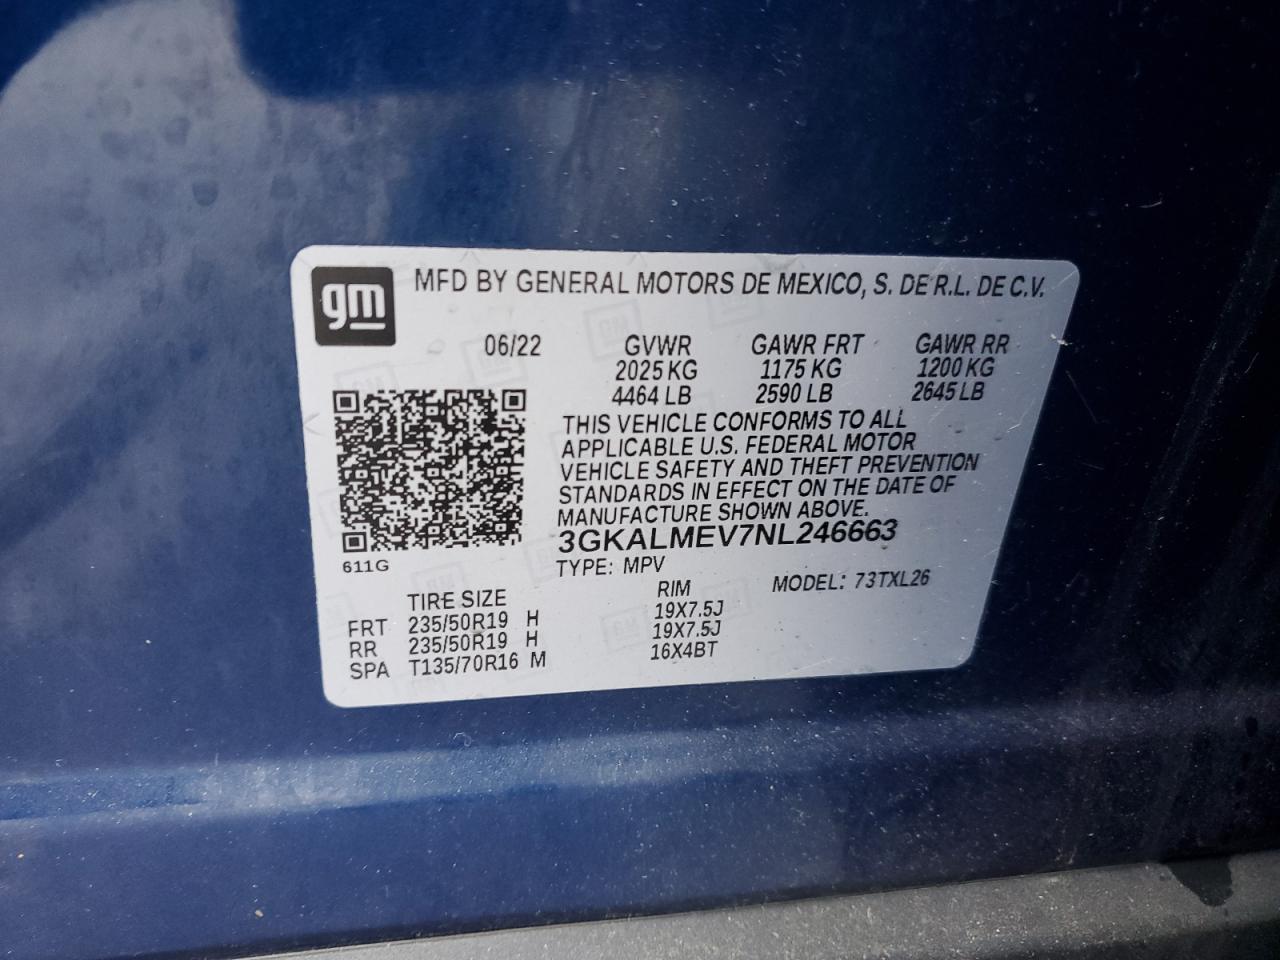 gm
MFD BY GENERAL MOTORS DE MEXICO, S. DE R.L. DE C.V.
06/22 GVWR GAWR FRT GAWR RR
2025 KG 1175 KG 1200 KG
4464 LB 2590 LB 2645 LB
THIS VEHICLE CONFORMS TO ALL
APPLICABLE U.S. FEDERAL MOTOR
VEHICLE SAFETY AND THEFT PREVENTION
STANDARDS IN EFFECT ON THE DATE OF
MANUFACTURE SHOWN ABOVE.
3GKALMEV7NL246663
611G
TYPE: MPV MODEL: 73TXL26
TIRE SIZE RIM
FRT 235/50R19 H 19X7.5J
RR 235/50R19 H 19X7.5J
SPA T135/70R16 M 16X4BT